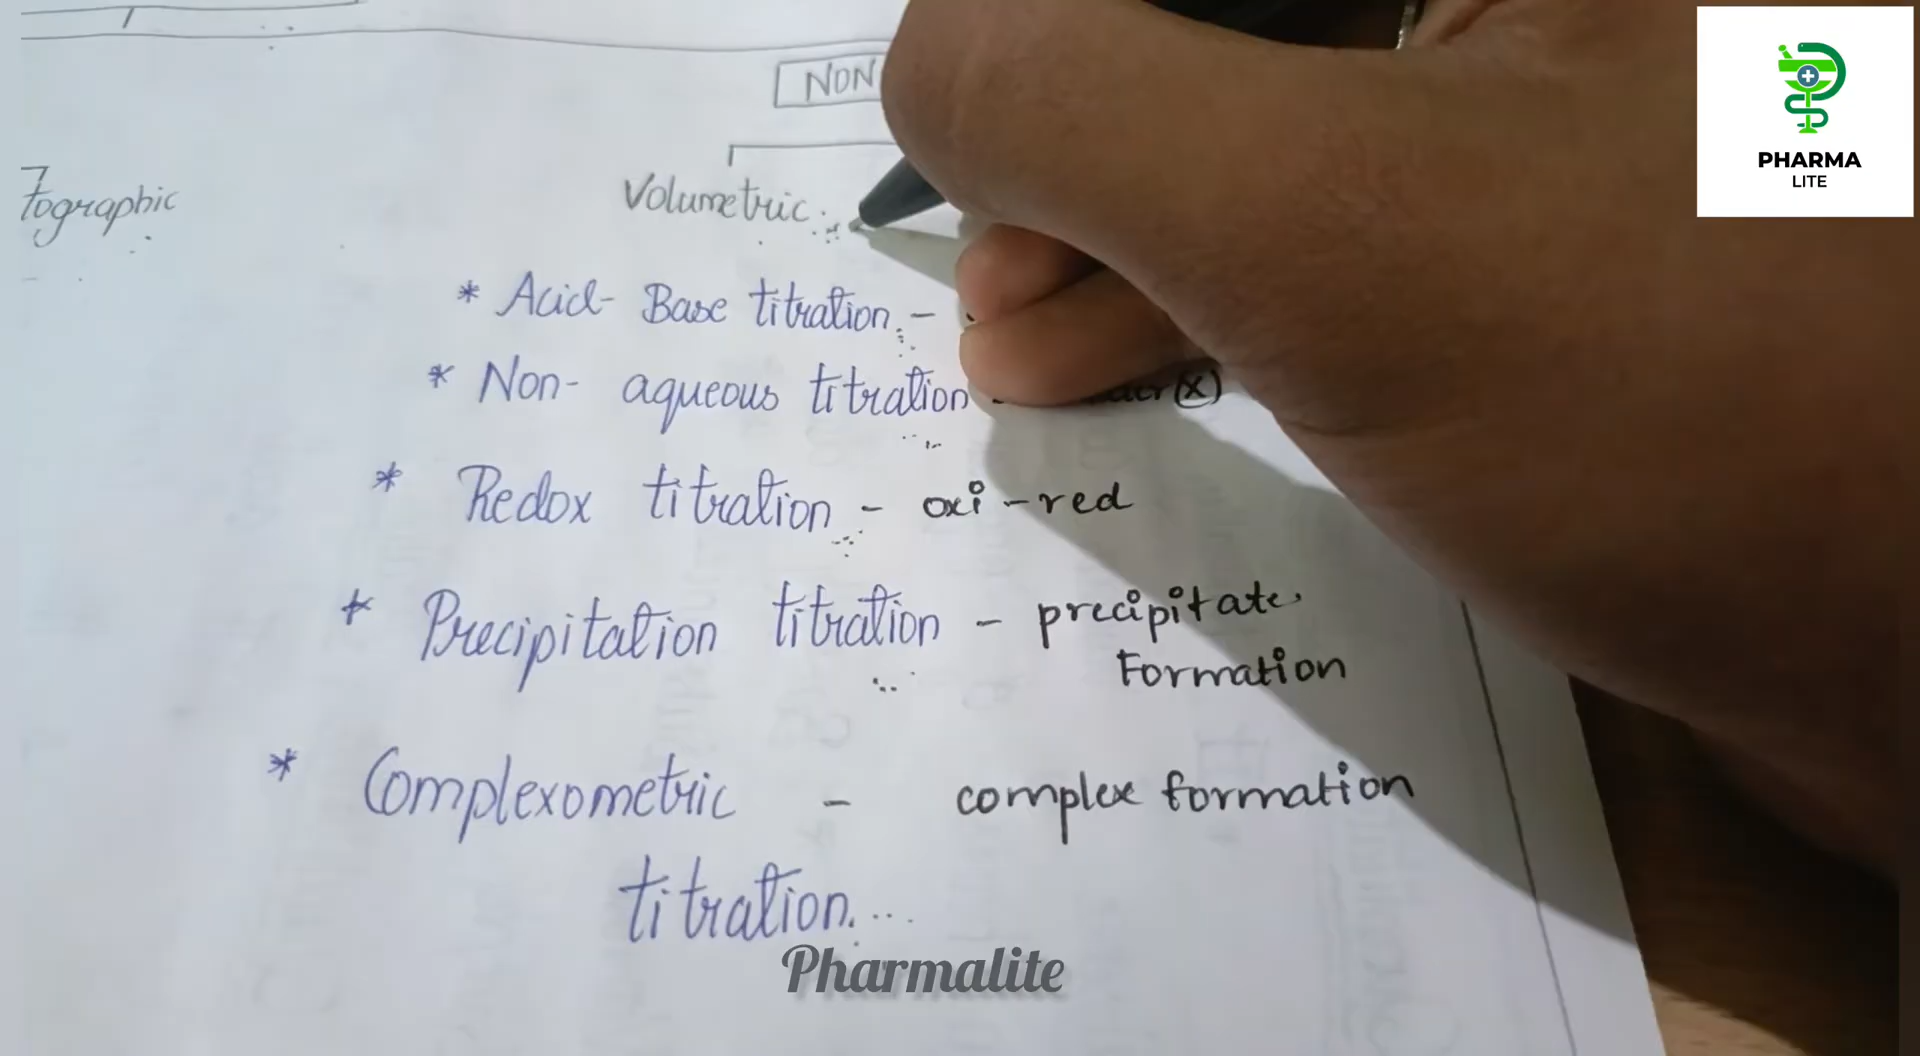 NON
tographic
Volumetric
* Acid- Base titration -
* Non- aqueous titration - (x)
* Redox titration - oxi-red
* Precipitation titration - precipitate
Formation
* Complexometric - complex formation
titration
Pharmalite
PHARMA
LITE